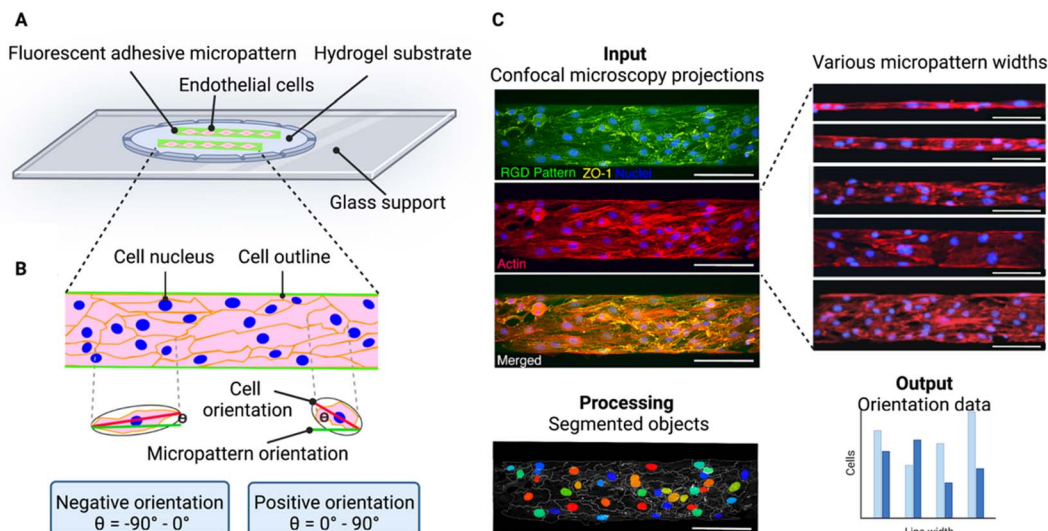 A
Fluorescent adhesive micropattern
Hydrogel substrate
Endothelial cells
Glass support
B
Cell nucleus
Cell outline
θ
θ
Cell
orientation
Micropattern orientation
Negative orientation
θ = -90° - 0°
Positive orientation
θ = 0° - 90°
C
Input
Confocal microscopy projections
RGD Pattern ZO-1 Nuclei
Actin
Merged
Various micropattern widths
Processing
Segmented objects
Output
Orientation data
Cells
Line width